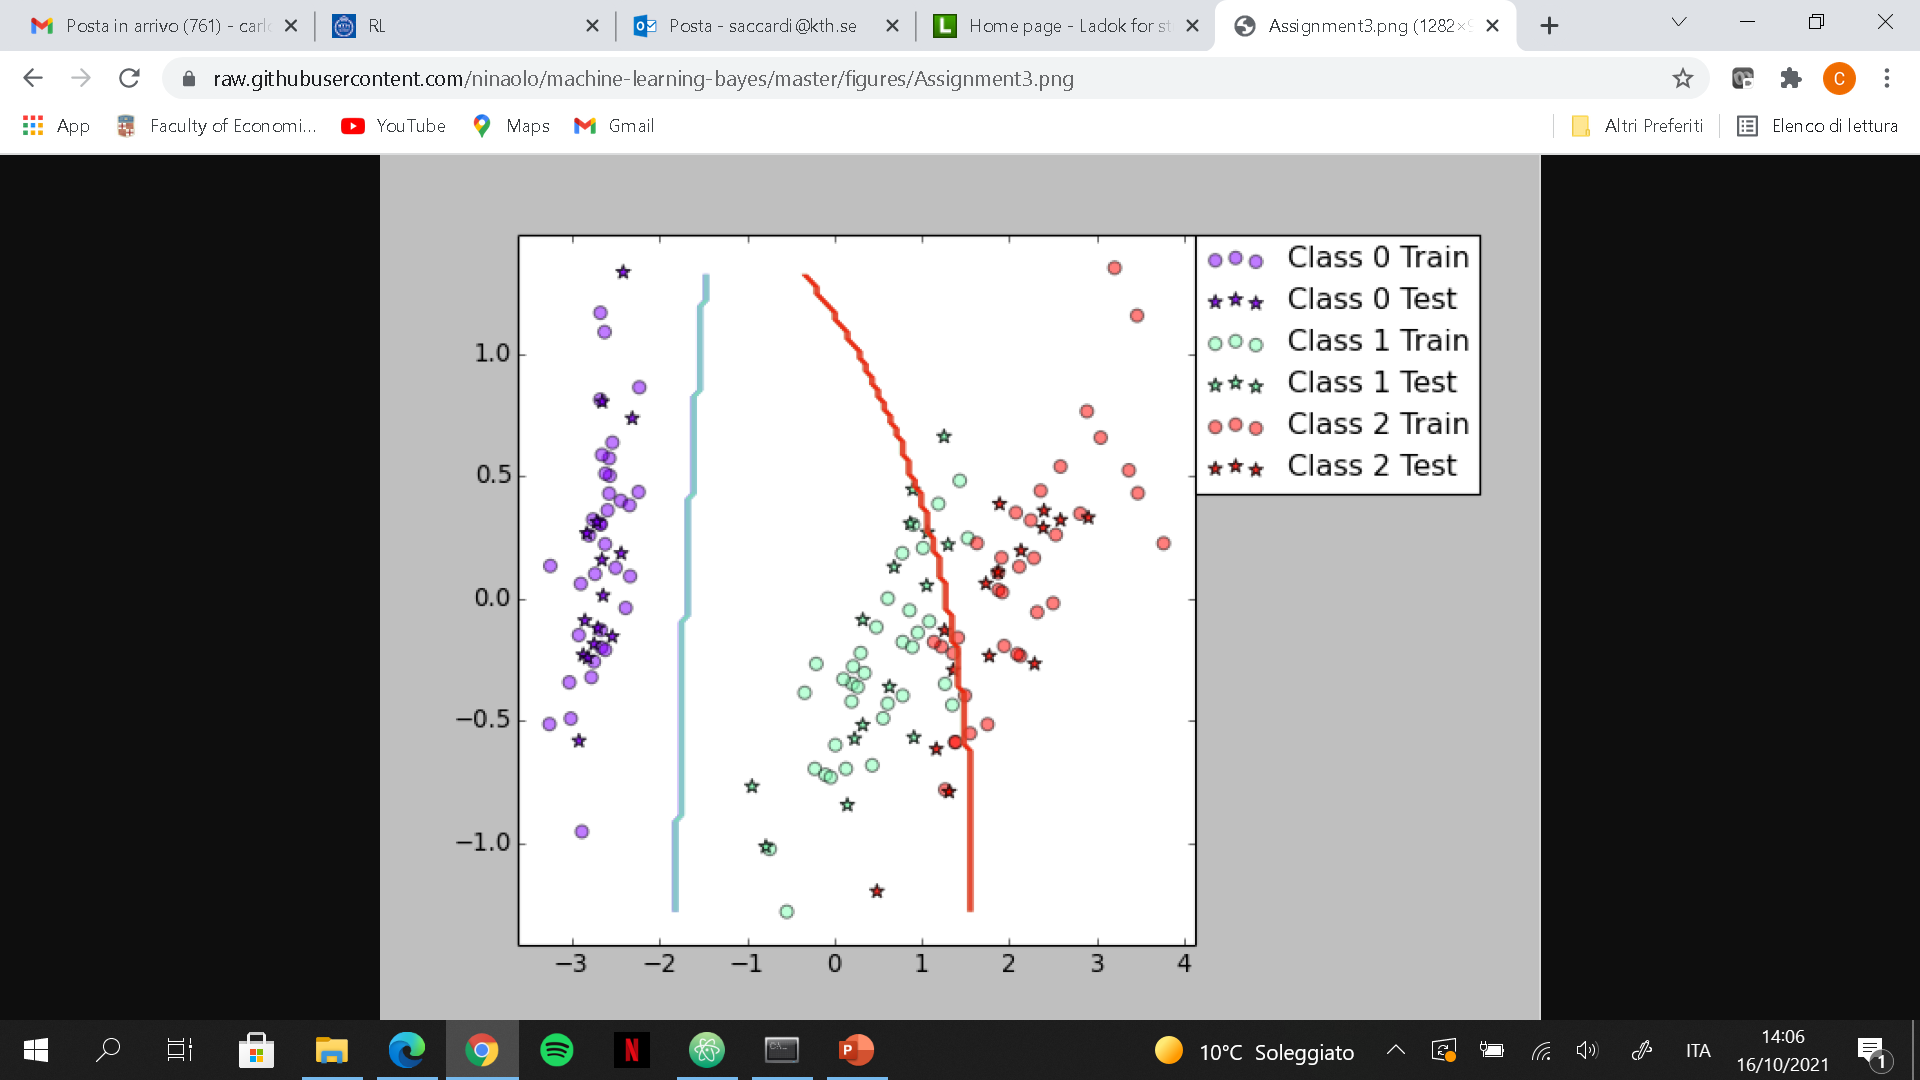 Posta in arrivo (761) - carl
RL
Posta - saccardi@kth.se
Home page - Ladok for st
Assignment3.png (1282×9
raw.githubusercontent.com/ninaolo/machine-learning-bayes/master/figures/Assignment3.png
C
App
Faculty of Economi...
YouTube
Maps
Gmail
Altri Preferiti
Elenco di lettura
Class 0 Train
Class 0 Test
Class 1 Train
Class 1 Test
Class 2 Train
Class 2 Test
1.0
0.5
0.0
−0.5
−1.0
−3 −2 −1 0 1 2 3 4
10°C Soleggiato
ITA
14:06
16/10/2021
1